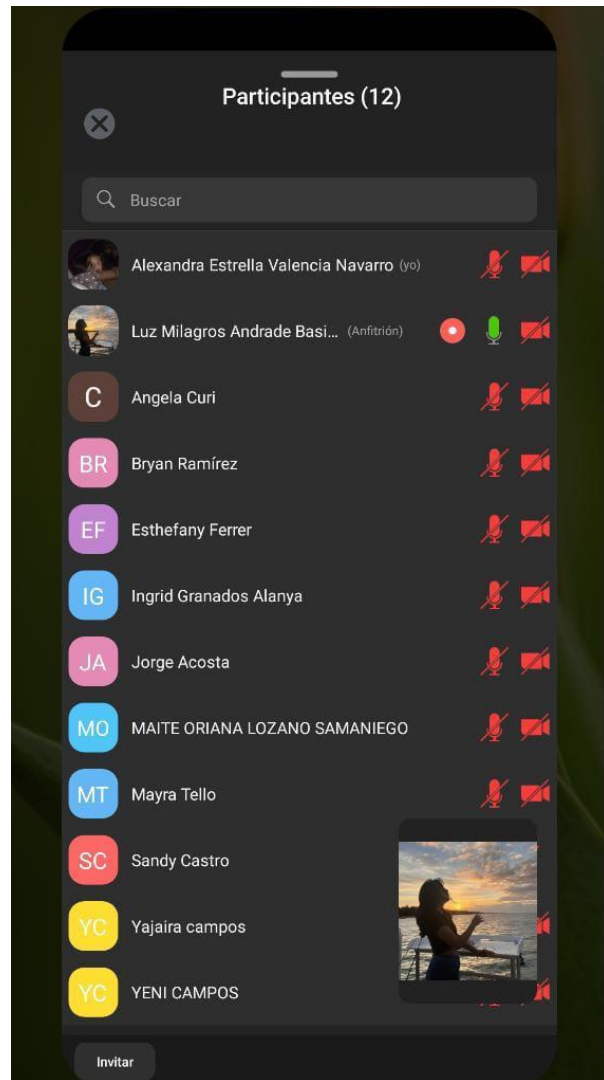 Participantes (12)
Buscar
Alexandra Estrella Valencia Navarro (yo)
Luz Milagros Andrade Basi... (Anfitrión)
C Angela Curi
BR Bryan Ramírez
EF Esthefany Ferrer
IG Ingrid Granados Alanya
JA Jorge Acosta
MO MAITE ORIANA LOZANO SAMANIEGO
MT Mayra Tello
SC Sandy Castro
YC Yajaira campos
YC YENI CAMPOS
Invitar